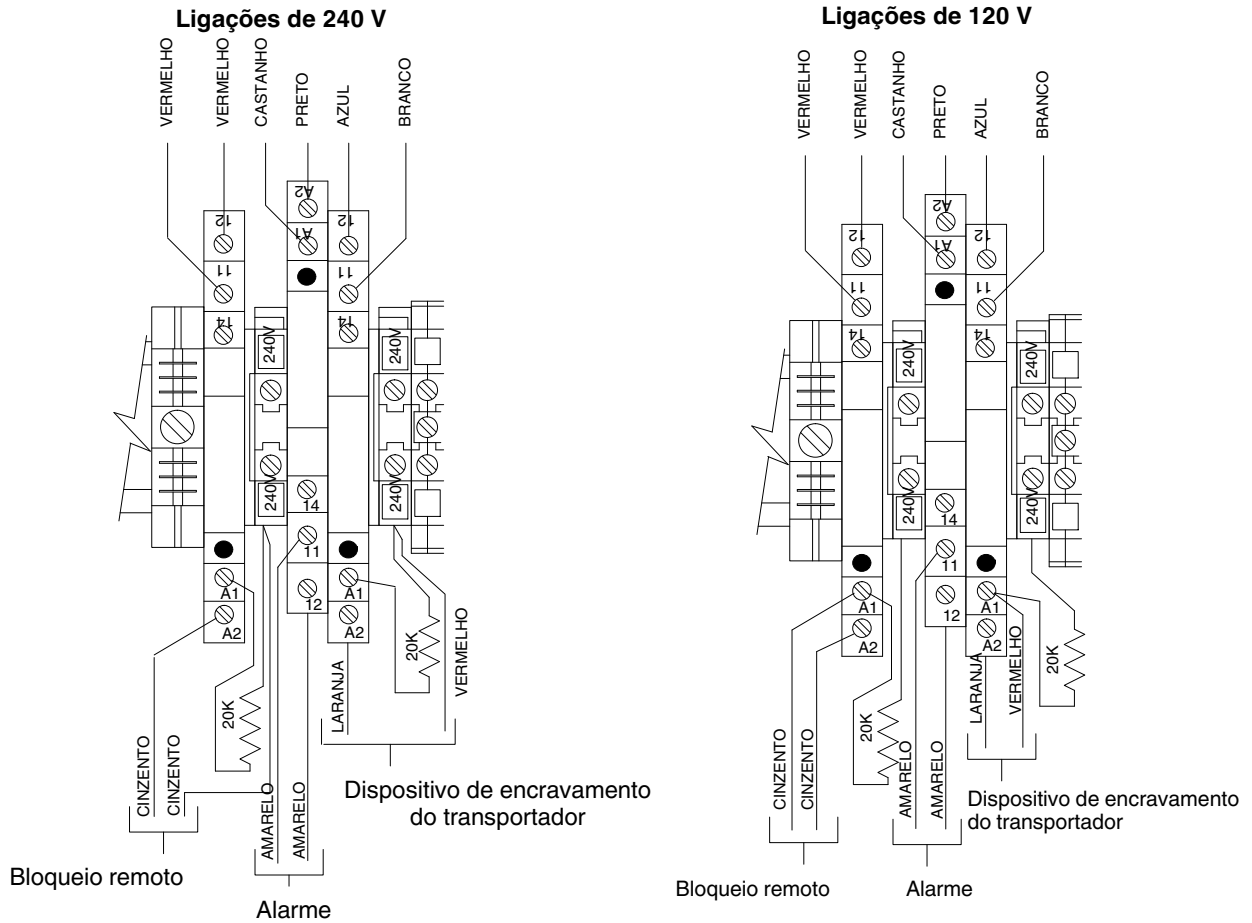 Ligações de 240 V
VERMELHO
VERMELHO
CASTANHO
PRETO
AZUL
BRANCO
A2
12
A1
12
11
11
14
14
240V
240V
240V
240V
14
11
A1
12
A1
A2
A2
20K
20K
LARANJA
VERMELHO
CINZENTO
CINZENTO
AMARELO
AMARELO
Dispositivo de encravamento
do transportador
Bloqueio remoto
Alarme
Ligações de 120 V
VERMELHO
VERMELHO
CASTANHO
PRETO
AZUL
BRANCO
A2
12
A1
12
11
11
14
14
240V
240V
240V
240V
14
11
A1
12
A1
A2
A2
20K
20K
LARANJA
VERMELHO
CINZENTO
CINZENTO
AMARELO
AMARELO
Dispositivo de encravamento
do transportador
Bloqueio remoto
Alarme